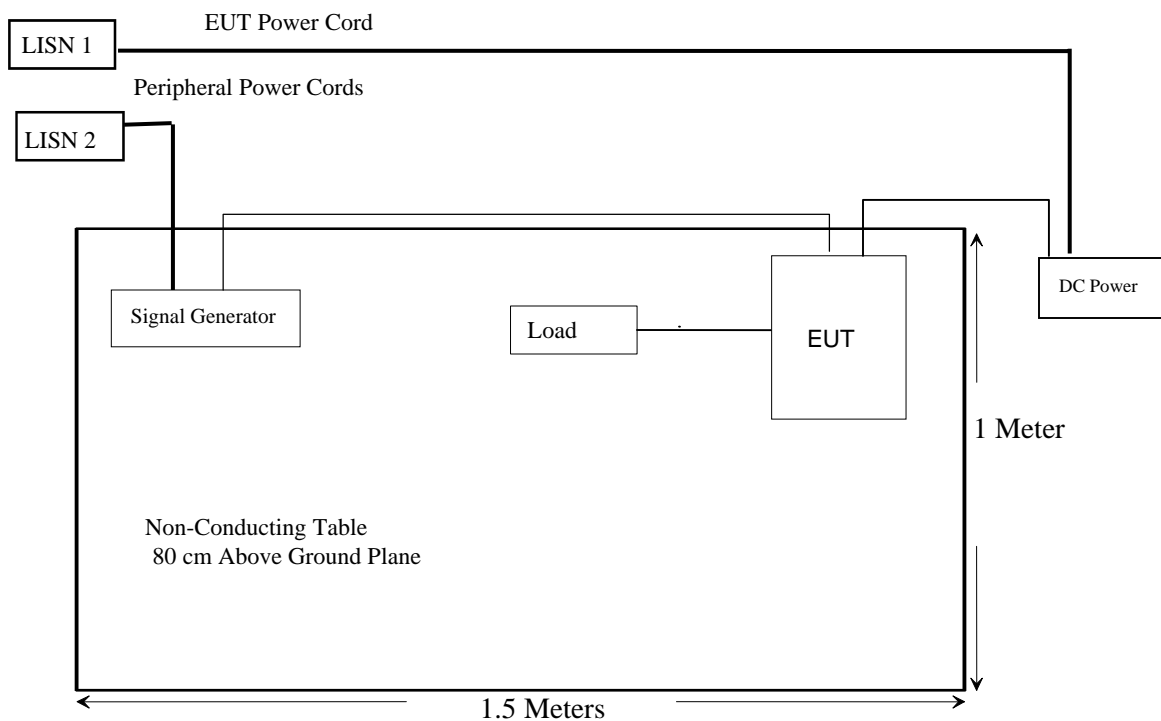 EUT Power Cord
LISN 1
Peripheral Power Cords
LISN 2
Signal Generator
Load
EUT
DC Power
1 Meter
Non-Conducting Table
80 cm Above Ground Plane
1.5 Meters